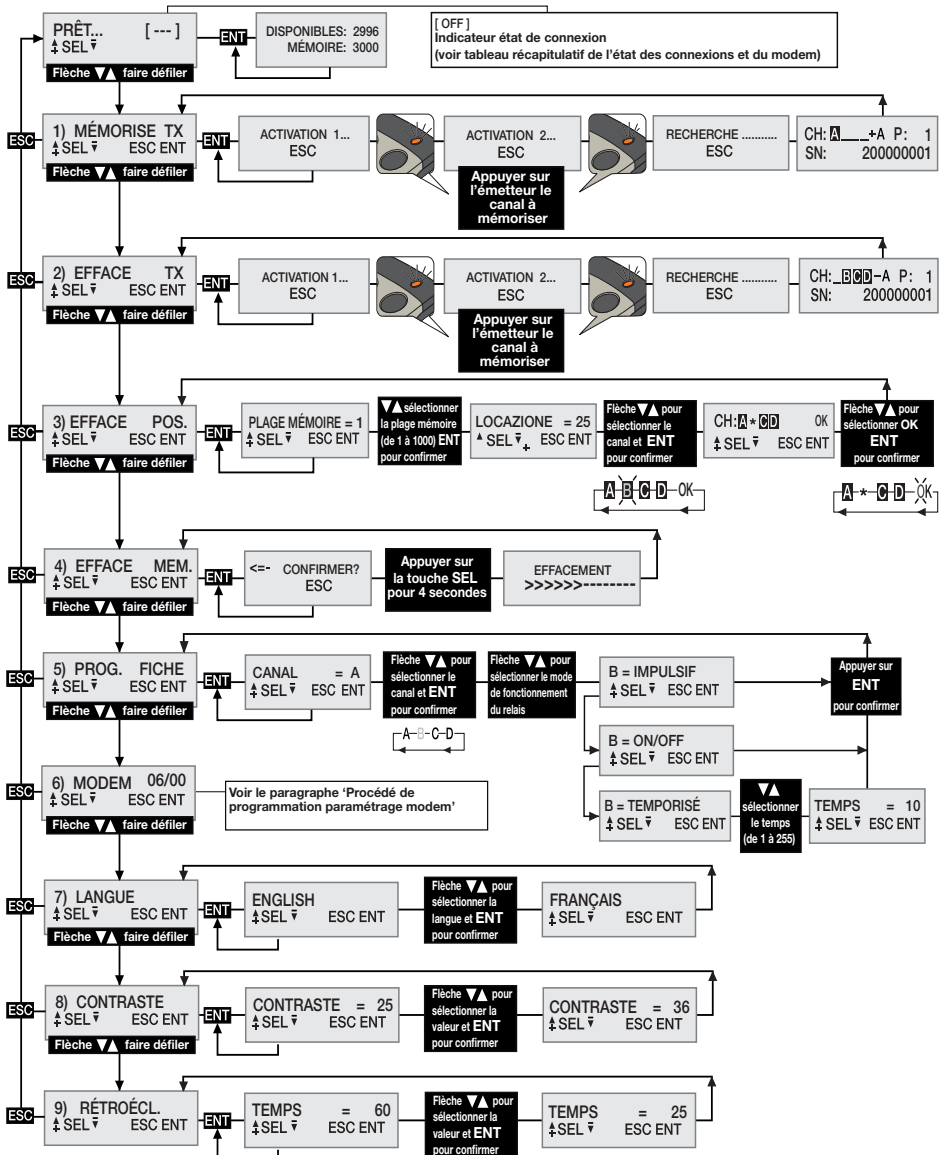 PRÊT... [ --- ]
SEL
Flèche ▼▲ faire défiler
ENT
DISPONIBLES: 2996
MÉMOIRE: 3000
[ OFF ]
Indicateur état de connexion
(voir tableau récapitulatif de l'état des connexions et du modem)
ESC
1) MÉMORISE TX
SEL ESC ENT
Flèche ▼▲ faire défiler
ENT
ACTIVATION 1...
ESC
ACTIVATION 2...
ESC
Appuyer sur
l'émetteur le
canal à
mémoriser
RECHERCHE ...........
ESC
CH: A___+A P: 1
SN: 200000001
ESC
2) EFFACE TX
SEL ESC ENT
Flèche ▼▲ faire défiler
ENT
ACTIVATION 1...
ESC
ACTIVATION 2...
ESC
Appuyer sur
l'émetteur le
canal à
mémoriser
RECHERCHE ...........
ESC
CH:_BCD-A P: 1
SN: 200000001
ESC
3) EFFACE POS.
SEL ESC ENT
Flèche ▼▲ faire défiler
ENT
PLAGE MÉMOIRE = 1
SEL ESC ENT
▼▲ sélectionner
la plage mémoire
(de 1 à 1000) ENT
pour confirmer
LOCAZIONE = 25
SEL ESC ENT
Flèche ▼▲ pour
sélectionner le
canal et ENT
pour confirmer
A-B-C-D-OK
CH:A*CD OK
SEL ESC ENT
Flèche ▼▲ pour
sélectionner OK
ENT
pour confirmer
A-*-C-D-OK
ESC
4) EFFACE MEM.
SEL ESC ENT
Flèche ▼▲ faire défiler
ENT
<=- CONFIRMER?
ESC
Appuyer sur
la touche SEL
pour 4 secondes
EFFACEMENT
>>>>>>--------
ESC
5) PROG. FICHE
SEL ESC ENT
Flèche ▼▲ faire défiler
ENT
CANAL = A
SEL ESC ENT
Flèche ▼▲ pour
sélectionner le
canal et ENT
pour confirmer
A-B-C-D
Flèche ▼▲ pour
sélectionner le mode
de fonctionnement
du relais
B = IMPULSIF
SEL ESC ENT
Appuyer sur
ENT
pour confirmer
B = ON/OFF
SEL ESC ENT
B = TEMPORISÉ
SEL ESC ENT
▼▲
sélectionner
le temps
(de 1 à 255)
TEMPS = 10
SEL ESC ENT
ESC
6) MODEM 06/00
SEL ESC ENT
Flèche ▼▲ faire défiler
Voir le paragraphe 'Procédé de
programmation paramétrage modem'
ESC
7) LANGUE
SEL ESC ENT
Flèche ▼▲ faire défiler
ENT
ENGLISH
SEL ESC ENT
Flèche ▼▲ pour
sélectionner la
langue et ENT
pour confirmer
FRANÇAIS
SEL ESC ENT
ESC
8) CONTRASTE
SEL ESC ENT
Flèche ▼▲ faire défiler
ENT
CONTRASTE = 25
SEL ESC ENT
Flèche ▼▲ pour
sélectionner la
valeur et ENT
pour confirmer
CONTRASTE = 36
SEL ESC ENT
ESC
9) RÉTROÉCL.
SEL ESC ENT
ENT
TEMPS = 60
SEL ESC ENT
Flèche ▼▲ pour
sélectionner la
valeur et ENT
pour confirmer
TEMPS = 25
SEL ESC ENT